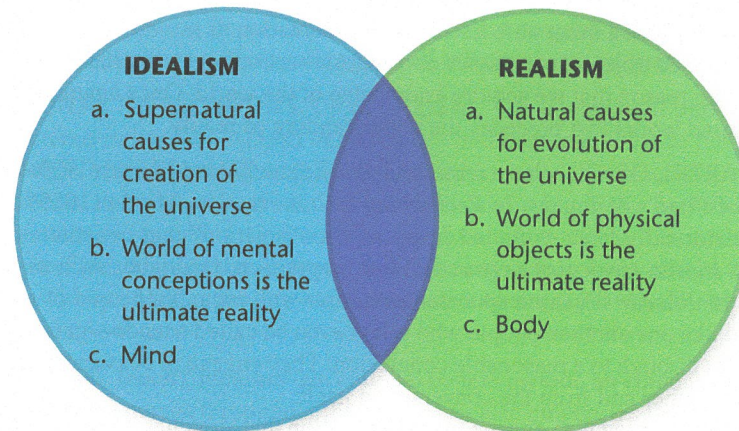 IDEALISM
a. Supernatural
causes for
creation of
the universe
b. World of mental
conceptions is the
ultimate reality
c. Mind
REALISM
a. Natural causes
for evolution of
the universe
b. World of physical
objects is the
ultimate reality
c. Body